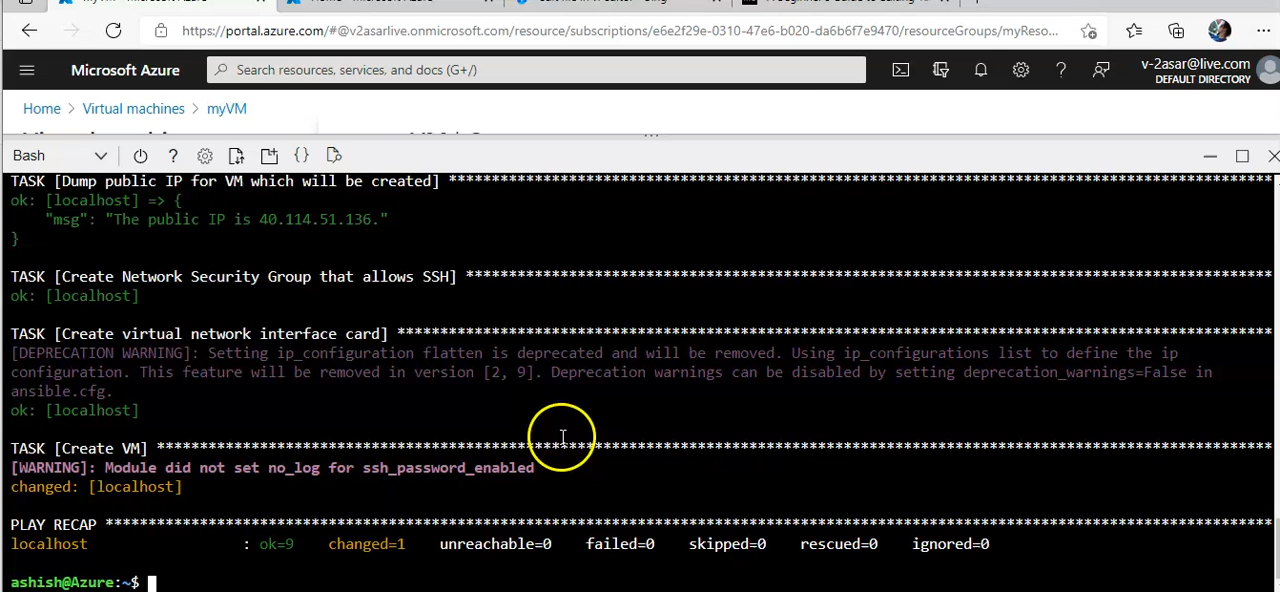 https://portal.azure.com/#@v2asarlive.onmicrosoft.com/resource/subscriptions/e6e2f29e-0310-47e6-b020-da6b6f7e9470/resourceGroups/myReso...
Microsoft Azure
Search resources, services, and docs (G+/)
v-2asar@live.com
DEFAULT DIRECTORY
Home > Virtual machines > myVM
Bash
TASK [Dump public IP for VM which will be created] ******************************************************************************************
ok: [localhost] => {
"msg": "The public IP is 40.114.51.136."
}
TASK [Create Network Security Group that allows SSH] ****************************************************************************************
ok: [localhost]
TASK [Create virtual network interface card] ************************************************************************************************
[DEPRECATION WARNING]: Setting ip_configuration flatten is deprecated and will be removed. Using ip_configurations list to define the ip
configuration. This feature will be removed in version [2, 9]. Deprecation warnings can be disabled by setting deprecation_warnings=False in
ansible.cfg.
ok: [localhost]
TASK [Create VM] ****************************************************************************************************************************
[WARNING]: Module did not set no_log for ssh_password_enabled
changed: [localhost]
PLAY RECAP **********************************************************************************************************************************
localhost : ok=9 changed=1 unreachable=0 failed=0 skipped=0 rescued=0 ignored=0
ashish@Azure:~$